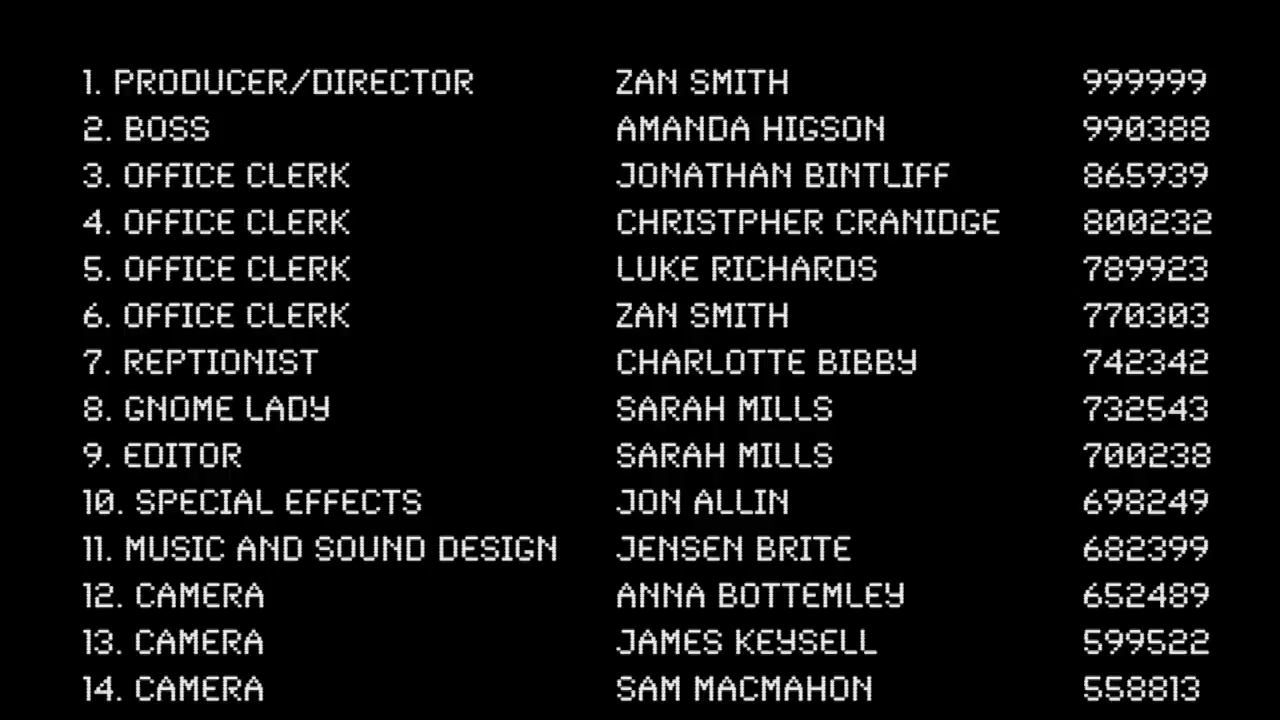 1. PRODUCER/DIRECTOR ZAN SMITH 999999
2. BOSS AMANDA HIGSON 990388
3. OFFICE CLERK JONATHAN BINTLIFF 865939
4. OFFICE CLERK CHRISTPHER CRANIDGE 800232
5. OFFICE CLERK LUKE RICHARDS 789923
6. OFFICE CLERK ZAN SMITH 770303
7. REPTIONIST CHARLOTTE BIBBY 742342
8. GNOME LADY SARAH MILLS 732543
9. EDITOR SARAH MILLS 700238
10. SPECIAL EFFECTS JON ALLIN 698249
11. MUSIC AND SOUND DESIGN JENSEN BRITE 682399
12. CAMERA ANNA BOTTEMLEY 652489
13. CAMERA JAMES KEYSELL 599522
14. CAMERA SAM MACMAHON 558813